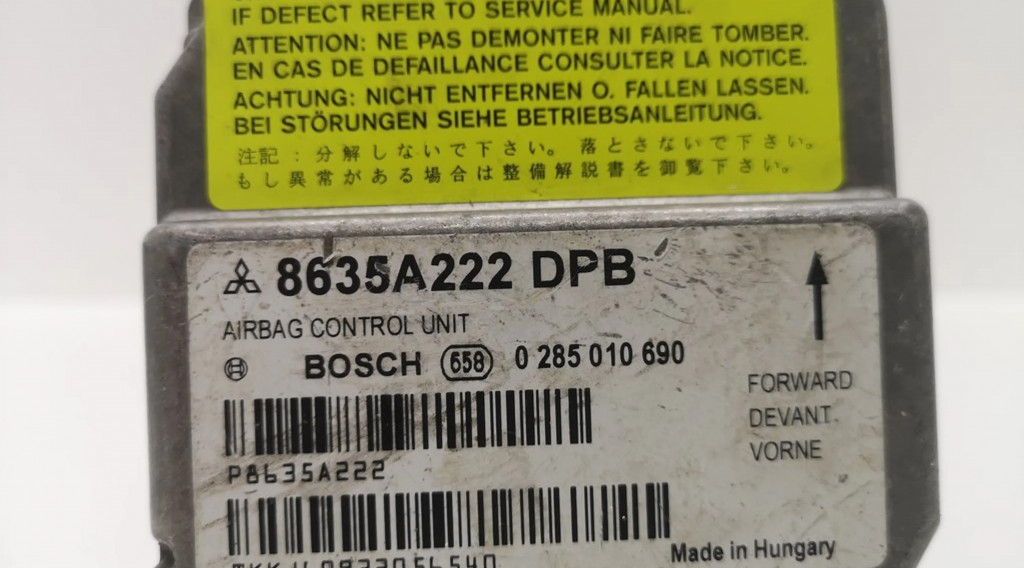 IF DEFECT REFER TO SERVICE MANUAL.
ATTENTION: NE PAS DEMONTER NI FAIRE TOMBER.
EN CAS DE DEFAILLANCE CONSULTER LA NOTICE.
ACHTUNG: NICHT ENTFERNEN O. FALLEN LASSEN.
BEI STÖRUNGEN SIEHE BETRIEBSANLEITUNG.
注記:分解しないで下さい。落とさないで下さい。
もし異常がある場合は整備解説書を御覧下さい。
8635A222 DPB
AIRBAG CONTROL UNIT
BOSCH 658 0 285 010 690
FORWARD
DEVANT.
VORNE
P8635A222
Made in Hungary